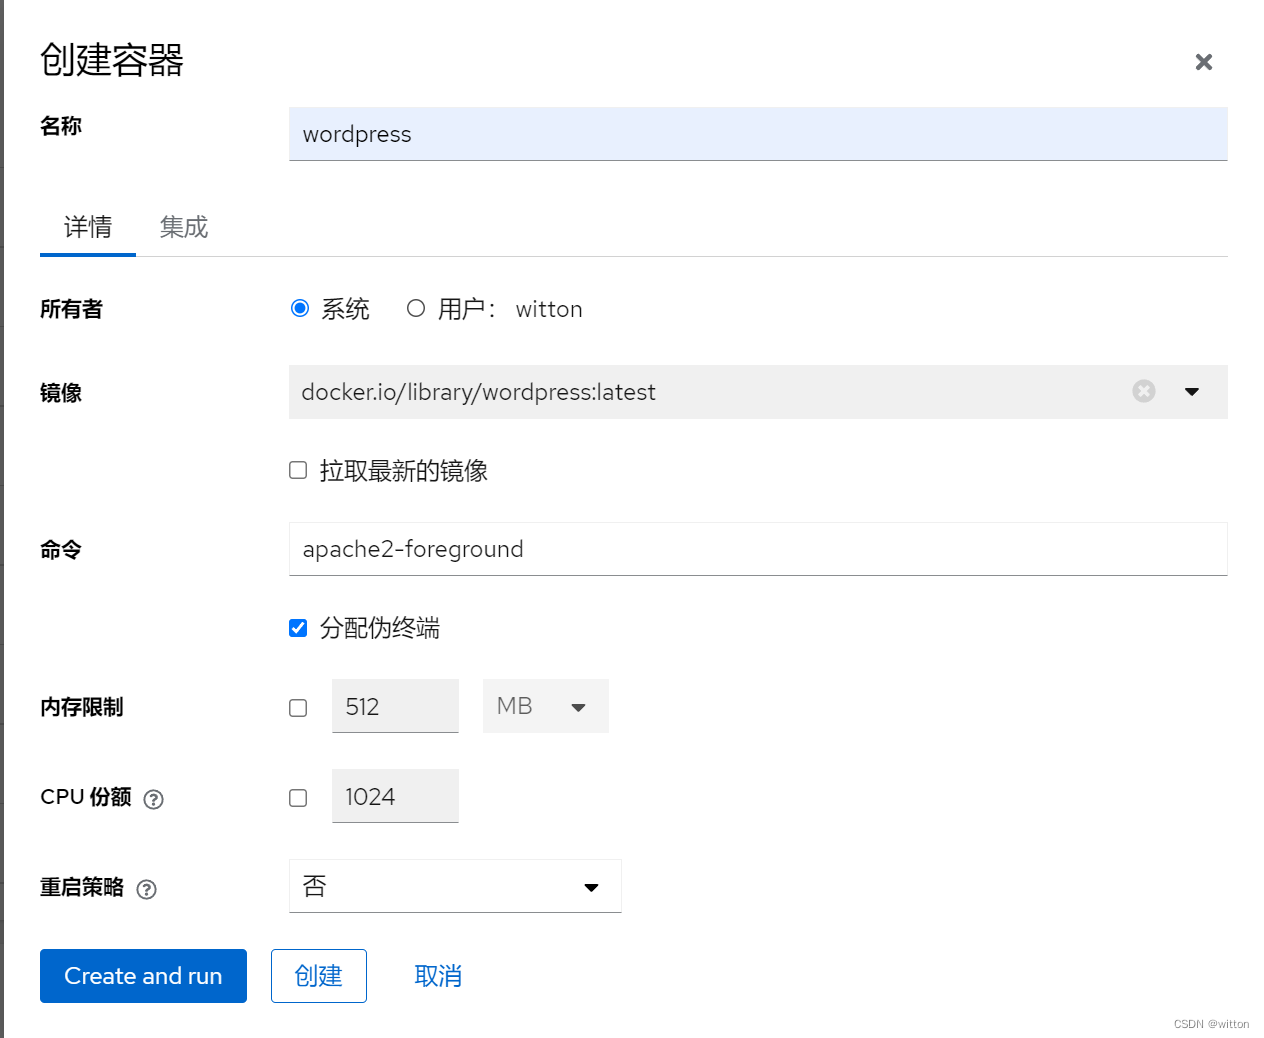 创建容器
名称 wordpress
详情 集成
所有者 系统 用户： witton
镜像 docker.io/library/wordpress:latest
拉取最新的镜像
命令 apache2-foreground
分配伪终端
内存限制 512 MB
CPU 份额 1024
重启策略 否
Create and run 创建 取消
CSDN @witton